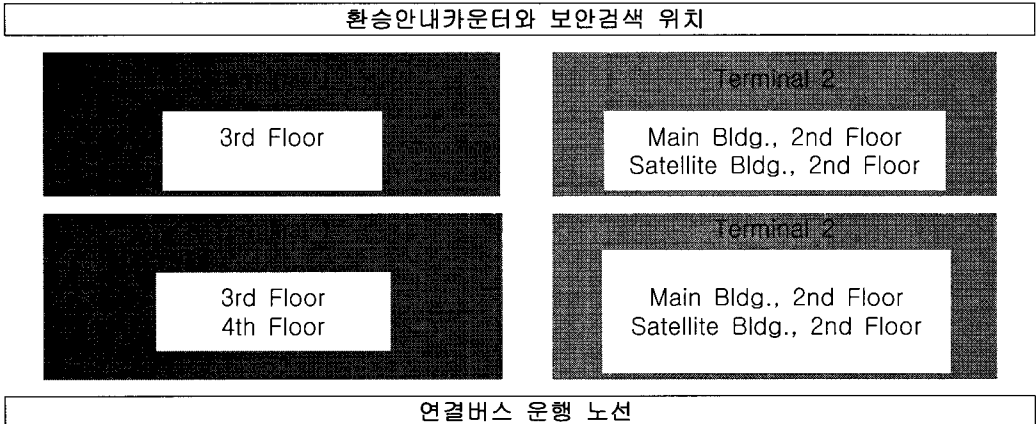 환승안내카운터와 보안검색 위치
3rd Floor
Terminal 2
Main Bldg., 2nd Floor
Satellite Bldg., 2nd Floor
3rd Floor
4th Floor
Terminal 2
Main Bldg., 2nd Floor
Satellite Bldg., 2nd Floor
연결버스 운행 노선